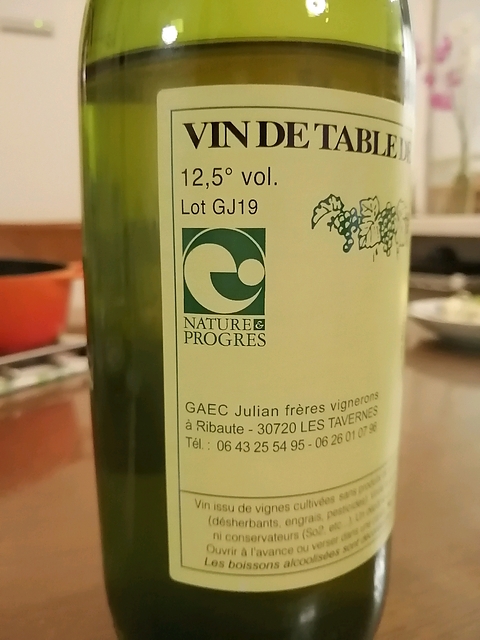 VIN DE TABLE DE
12,5° vol.
Lot GJ19
NATURE &
PROGRES
GAEC Julian frères vignerons
à Ribaute - 30720 LES TAVERNES
Tél. : 06 43 25 54 95 - 06 26 01 07 96
Vin issu de vignes cultivées sans
(désherbants, engrais, pesticides).
ni conservateurs (So2, etc...). Un
Ouvrir à l'avance ou verser dans une
Les boissons alcoolisées sont